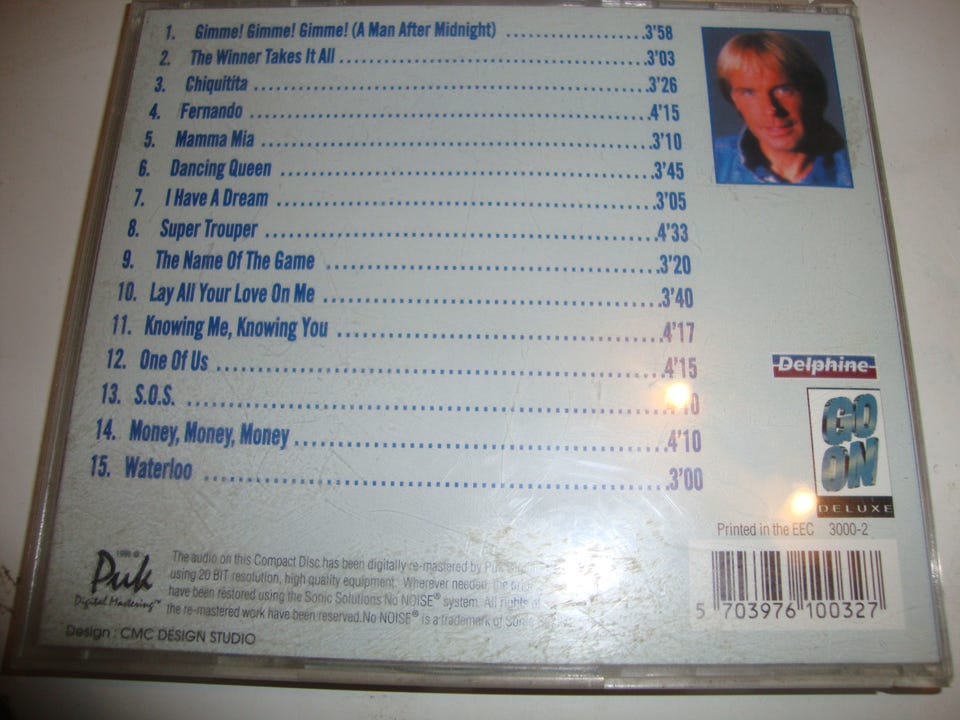 1. Gimme! Gimme! Gimme! (A Man After Midnight) 3'58
2. The Winner Takes It All 3'03
3. Chiquitita 3'26
4. Fernando 4'15
5. Mamma Mia 3'10
6. Dancing Queen 3'45
7. I Have A Dream 3'05
8. Super Trouper 4'33
9. The Name Of The Game 3'20
10. Lay All Your Love On Me 3'40
11. Knowing Me, Knowing You 4'17
12. One Of Us 4'15
13. S.O.S.
14. Money, Money, Money 4'10
15. Waterloo 3'00
Delphine
GO
ON
DELUXE
Printed in the EEC 3000-2
5 703976 100327
Puk
Digital Mastering™
The audio on this Compact Disc has been digitally re-mastered by
using 20 BIT resolution, high quality equipment. Wherever needed, the
have been restored using the Sonic Solutions No NOISE® system. All rights of
the re-mastered work have been reserved. No NOISE® is a trademark of
Design : CMC DESIGN STUDIO